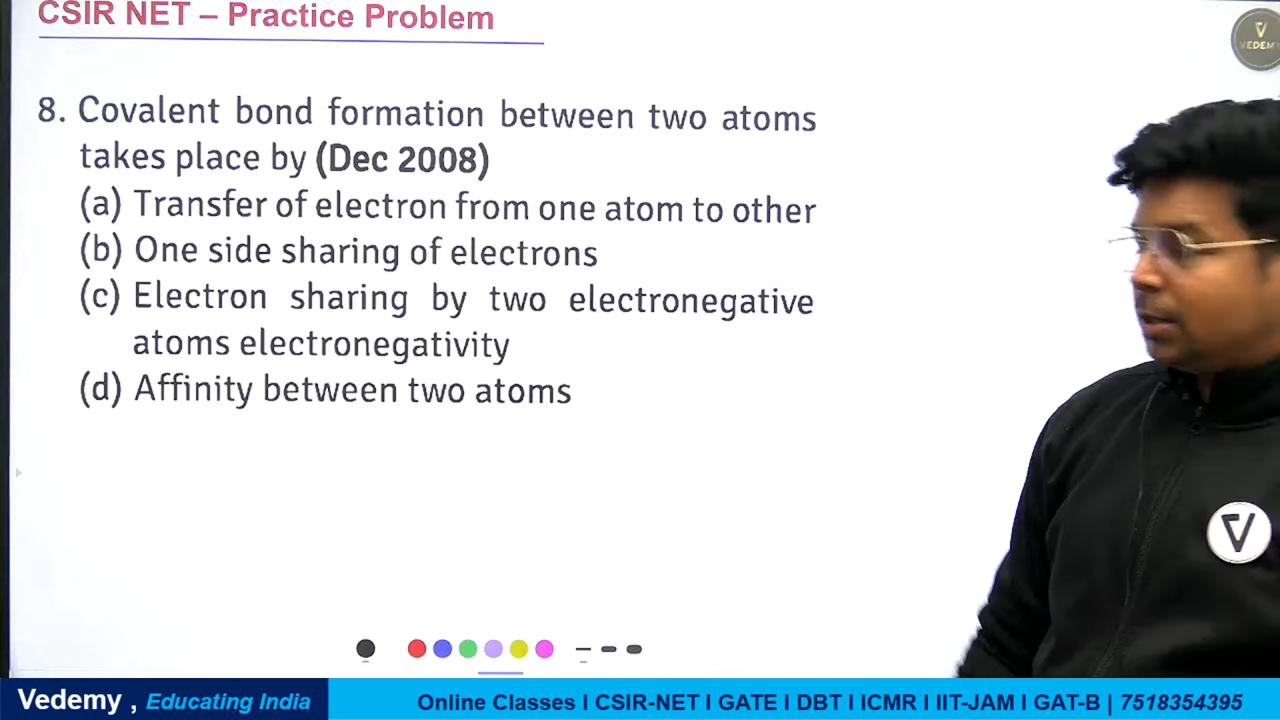 CSIR NET – Practice Problem
V
VEDEMY
8. Covalent bond formation between two atoms
takes place by (Dec 2008)
(a) Transfer of electron from one atom to other
(b) One side sharing of electrons
(c) Electron sharing by two electronegative
atoms electronegativity
(d) Affinity between two atoms
V
Vedemy , Educating India
Online Classes I CSIR-NET I GATE I DBT I ICMR I IIT-JAM I GAT-B | 7518354395